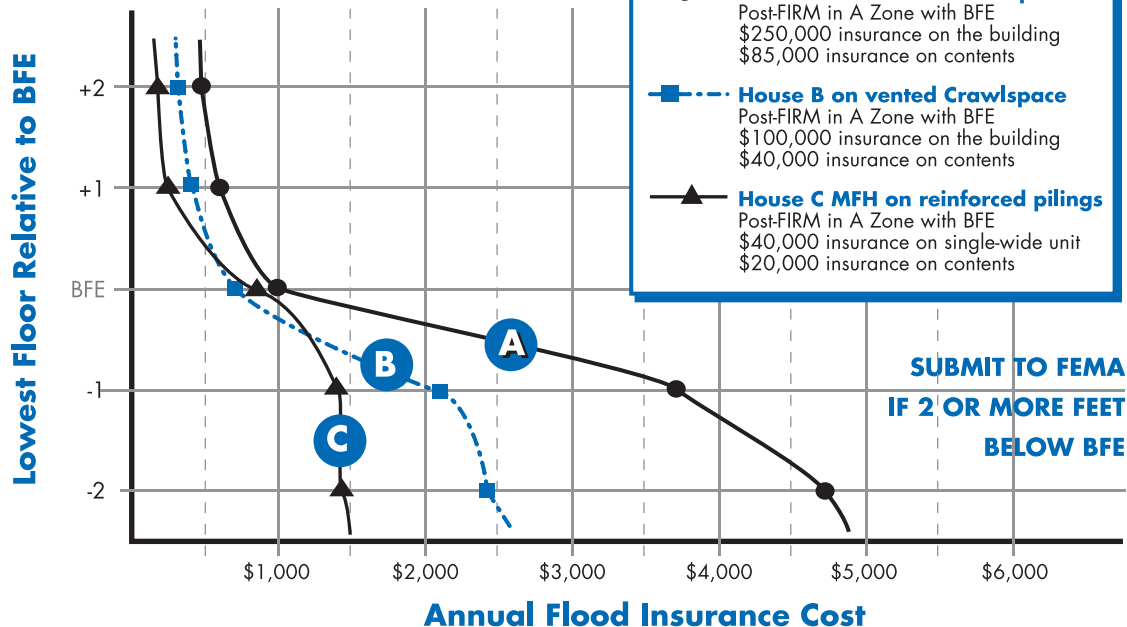 Post-FIRM in A Zone with BFE
$250,000 insurance on the building
$85,000 insurance on contents
House B on vented Crawlspace
Post-FIRM in A Zone with BFE
$100,000 insurance on the building
$40,000 insurance on contents
House C MFH on reinforced pilings
Post-FIRM in A Zone with BFE
$40,000 insurance on single-wide unit
$20,000 insurance on contents
Lowest Floor Relative to BFE
+2
+1
BFE
-1
-2
A
B
C
SUBMIT TO FEMA
IF 2 OR MORE FEET
BELOW BFE
$1,000 $2,000 $3,000 $4,000 $5,000 $6,000
Annual Flood Insurance Cost